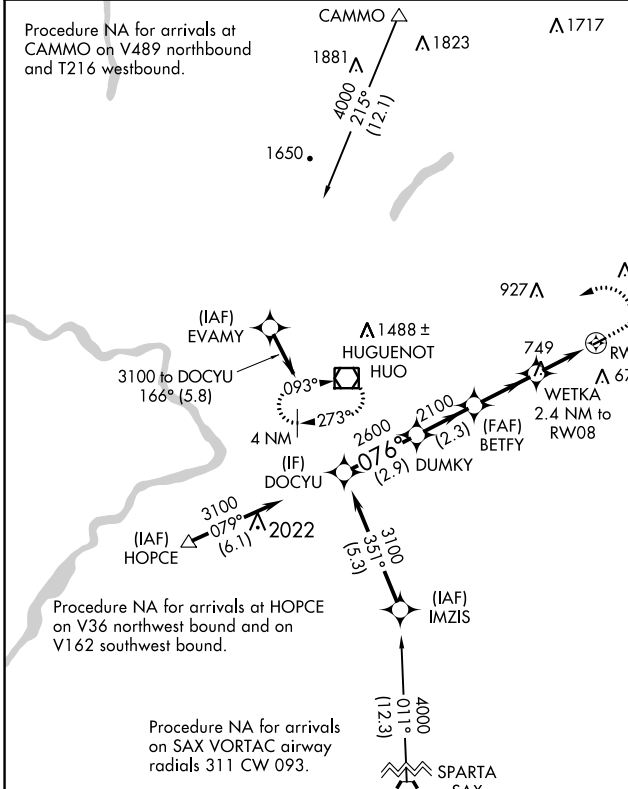 Procedure NA for arrivals at
CAMMO on V489 northbound
and T216 westbound.
CAMMO
1823
1717
1881
4000
215°
(12.1)
1650
927
(IAF)
EVAMY
3100 to DOCYU
166° (5.8)
1488 ±
HUGUENOT
HUO
093°
273°
4 NM
749
RW
67
WETKA
2.4 NM to
RW08
2100
(2.3)
(FAF)
BETFY
2600
076°
(2.9)
DUMKY
(IF)
DOCYU
3100
079°
(6.1)
2022
(IAF)
HOPCE
3100
351°
(5.3)
(IAF)
IMZIS
Procedure NA for arrivals at HOPCE
on V36 northwest bound and on
V162 southwest bound.
4000
011°
(12.3)
Procedure NA for arrivals
on SAX VORTAC airway
radials 311 CW 093.
SPARTA
SAX